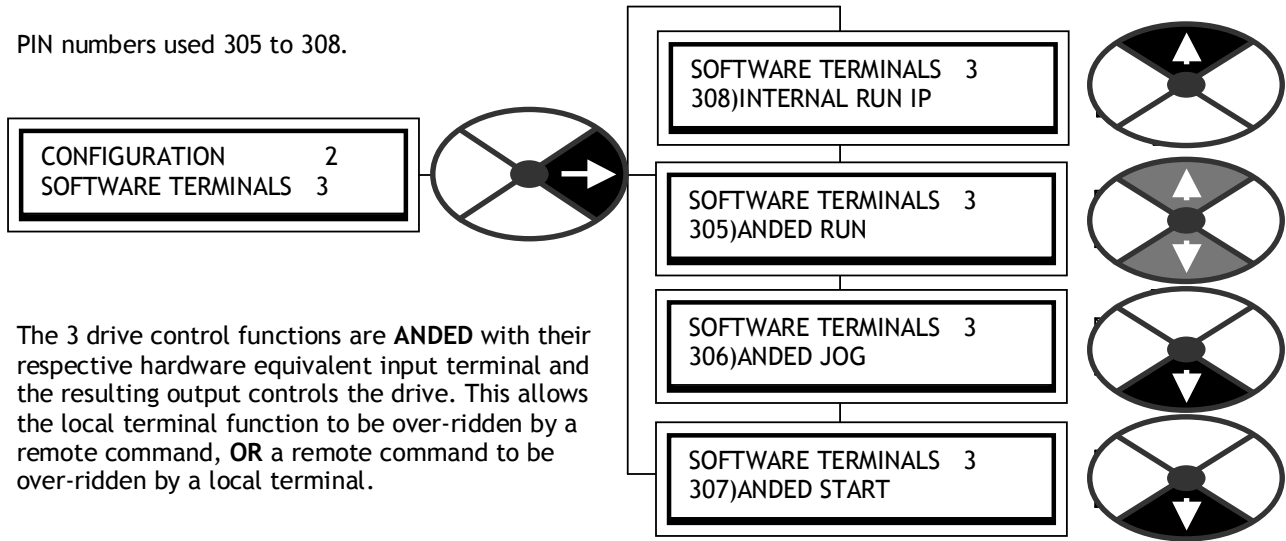 PIN numbers used 305 to 308.
CONFIGURATION 2
SOFTWARE TERMINALS 3
The 3 drive control functions are ANDED with their
respective hardware equivalent input terminal and
the resulting output controls the drive. This allows
the local terminal function to be over-ridden by a
remote command, OR a remote command to be
over-ridden by a local terminal.
SOFTWARE TERMINALS 3
308)INTERNAL RUN IP
SOFTWARE TERMINALS 3
305)ANDED RUN
SOFTWARE TERMINALS 3
306)ANDED JOG
SOFTWARE TERMINALS 3
307)ANDED START